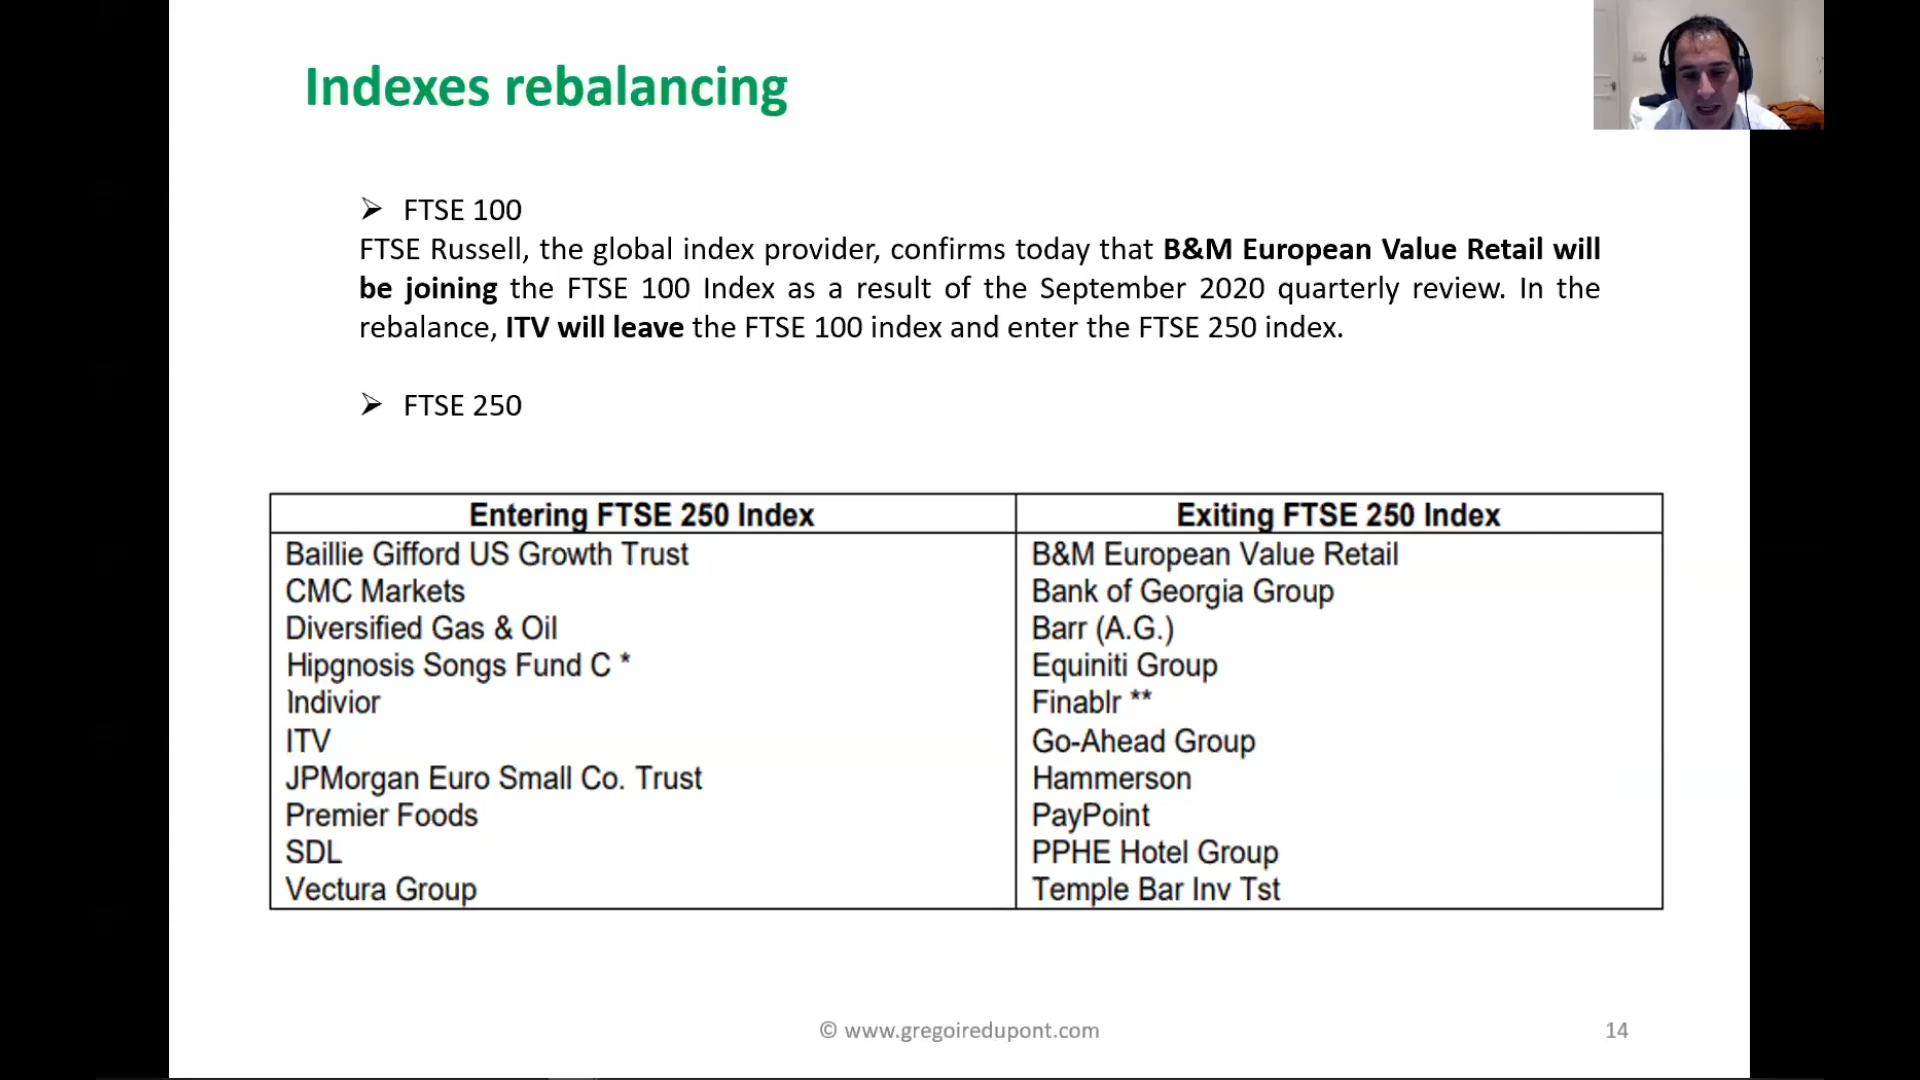 Indexes rebalancing
➢ FTSE 100
FTSE Russell, the global index provider, confirms today that B&M European Value Retail will
be joining the FTSE 100 Index as a result of the September 2020 quarterly review. In the
rebalance, ITV will leave the FTSE 100 index and enter the FTSE 250 index.
➢ FTSE 250
Entering FTSE 250 Index
Baillie Gifford US Growth Trust
CMC Markets
Diversified Gas & Oil
Hipgnosis Songs Fund C *
Indivior
ITV
JPMorgan Euro Small Co. Trust
Premier Foods
SDL
Vectura Group
Exiting FTSE 250 Index
B&M European Value Retail
Bank of Georgia Group
Barr (A.G.)
Equiniti Group
Finablr **
Go-Ahead Group
Hammerson
PayPoint
PPHE Hotel Group
Temple Bar Inv Tst
© www.gregoiredupont.com
14